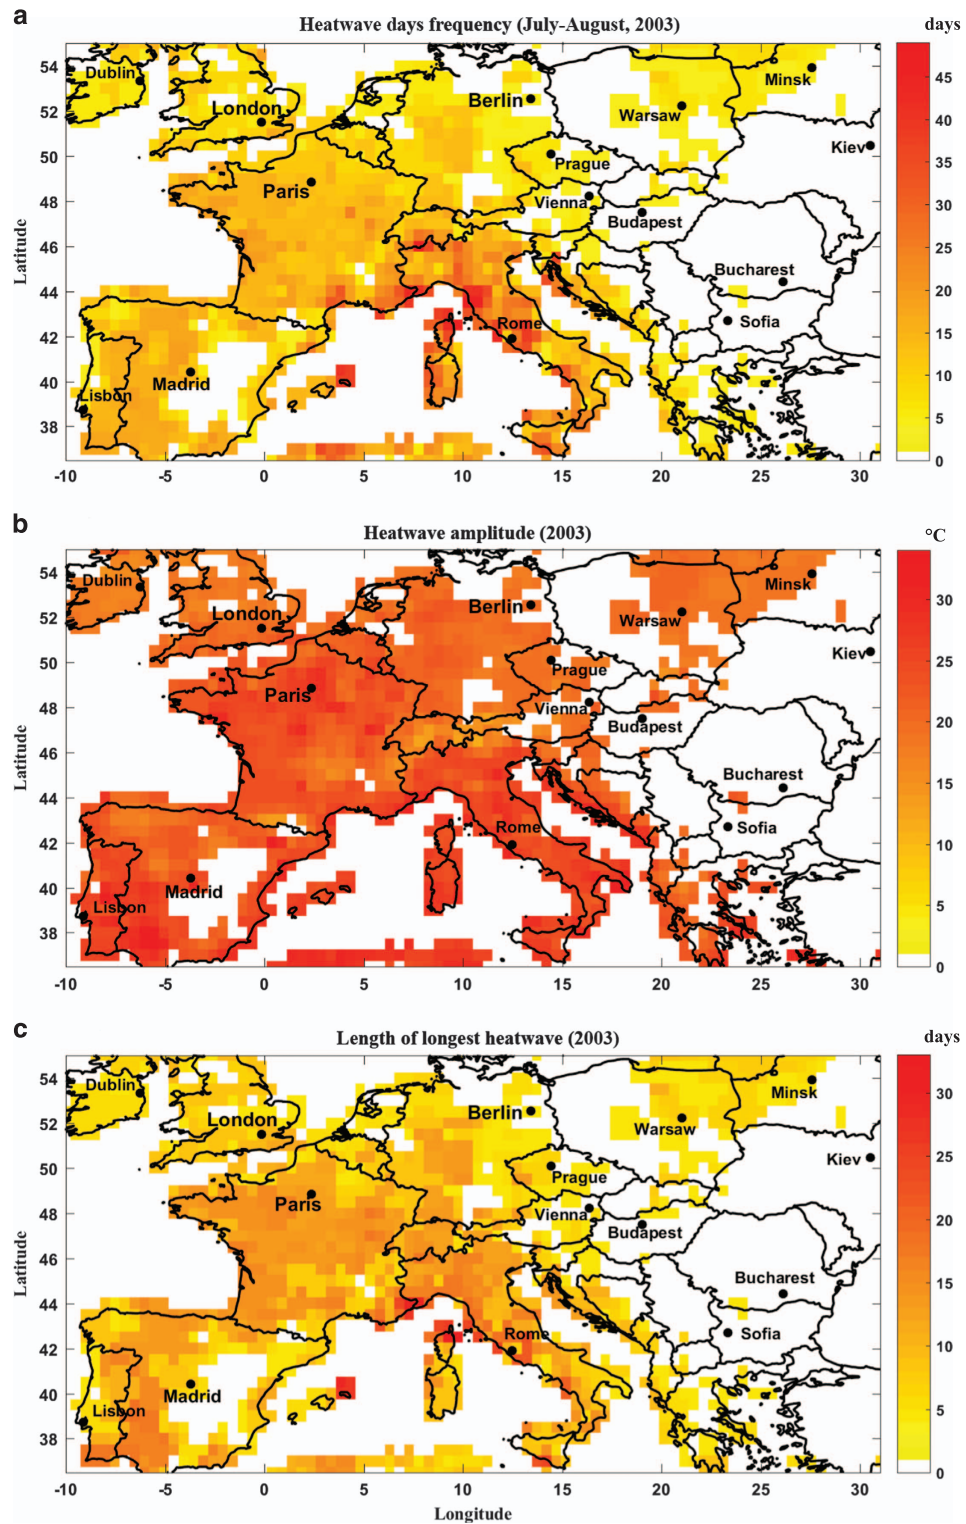 a
Heatwave days frequency (July-August, 2003)
days
Latitude
54
52
50
48
46
44
42
40
38
-10 -5 0 5 10 15 20 25 30
Dublin
London
Berlin
Warsaw
Minsk
Kiev
Paris
Prague
Vienna
Budapest
Bucharest
Sofia
Rome
Madrid
Lisbon
45
40
35
30
25
20
15
10
5
0
b
Heatwave amplitude (2003)
°C
Latitude
54
52
50
48
46
44
42
40
38
-10 -5 0 5 10 15 20 25 30
Dublin
London
Berlin
Warsaw
Minsk
Kiev
Paris
Prague
Vienna
Budapest
Bucharest
Sofia
Rome
Madrid
Lisbon
30
25
20
15
10
5
0
c
Length of longest heatwave (2003)
days
Latitude
54
52
50
48
46
44
42
40
38
-10 -5 0 5 10 15 20 25 30
Dublin
London
Berlin
Warsaw
Minsk
Kiev
Paris
Prague
Vienna
Budapest
Bucharest
Sofia
Rome
Madrid
Lisbon
30
25
20
15
10
5
0
Longitude